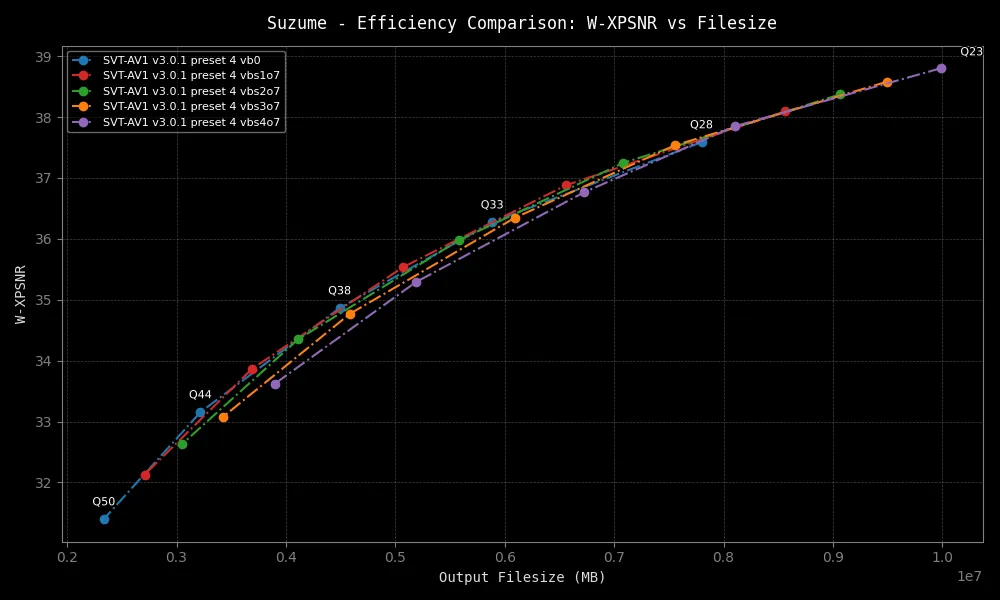 Suzume - Efficiency Comparison: W-XPSNR vs Filesize
SVT-AV1 v3.0.1 preset 4 vb0
SVT-AV1 v3.0.1 preset 4 vbs1o7
SVT-AV1 v3.0.1 preset 4 vbs2o7
SVT-AV1 v3.0.1 preset 4 vbs3o7
SVT-AV1 v3.0.1 preset 4 vbs4o7
Q23
Q28
Q33
Q38
Q44
Q50
39
38
37
36
35
34
33
32
W-XPSNR
0.2 0.3 0.4 0.5 0.6 0.7 0.8 0.9 1.0
1e7
Output Filesize (MB)